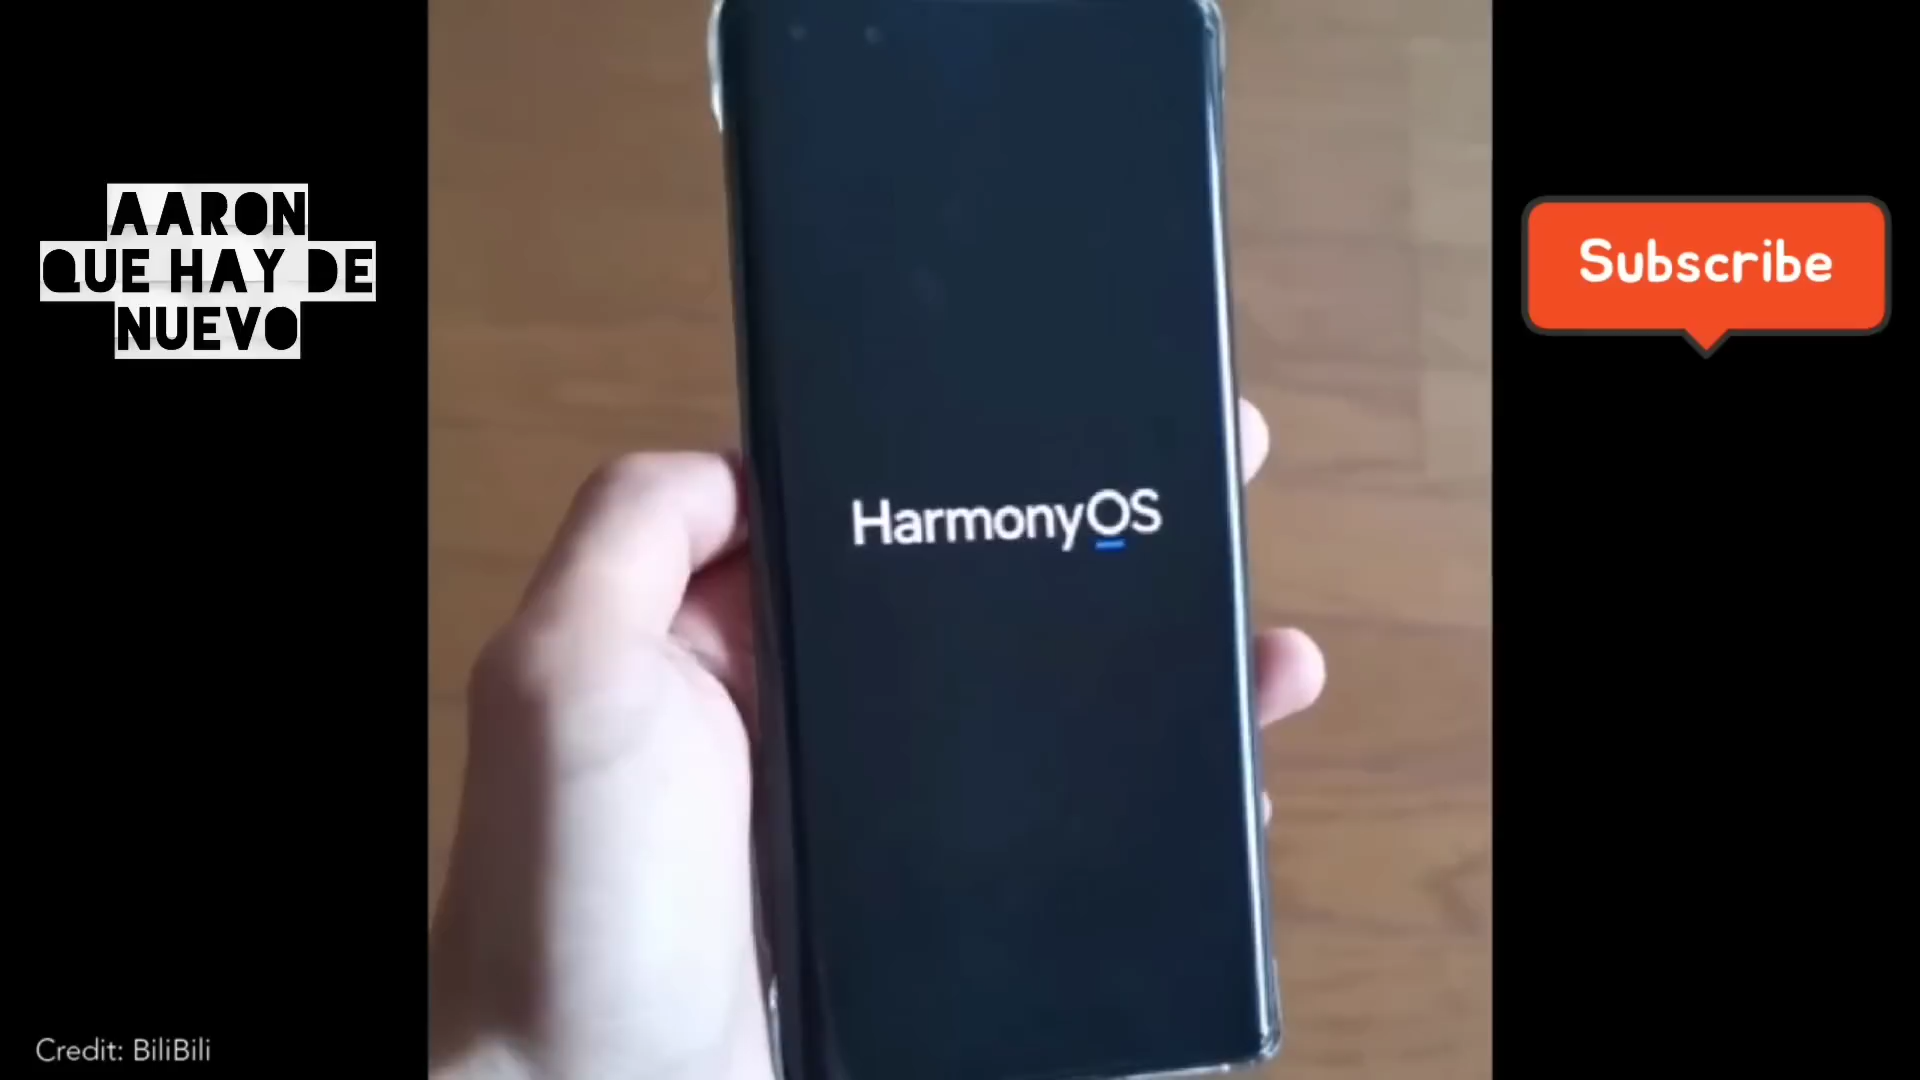 AARON
QUE HAY DE
NUEVO
Subscribe
HarmonyOS
Credit: BiliBili